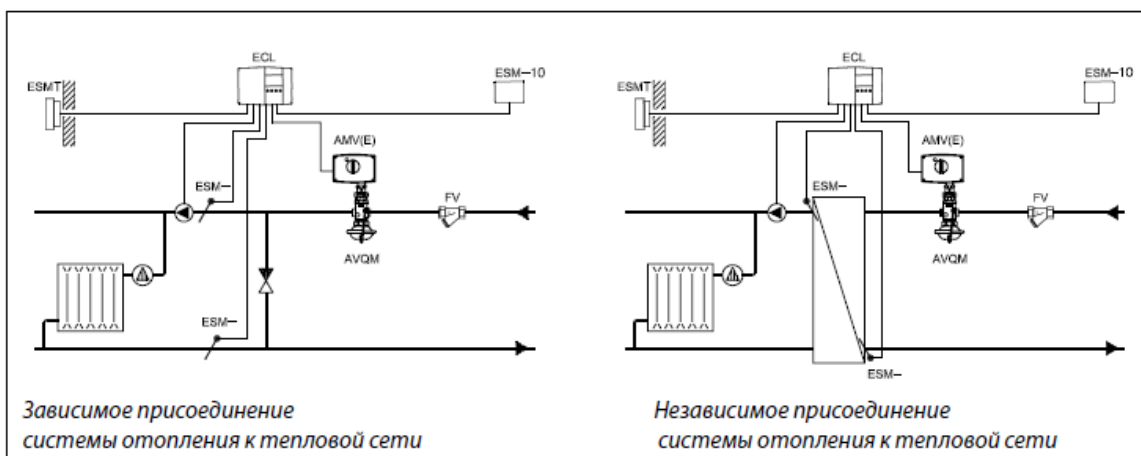 ECL
ESM–10
ESMT
AMV(E)
ESM–
FV
AVQM
ESM–
Зависимое присоединение
системы отопления к тепловой сети
ECL
ESM–10
ESMT
AMV(E)
ESM–
FV
AVQM
ESM–
Независимое присоединение
системы отопления к тепловой сети